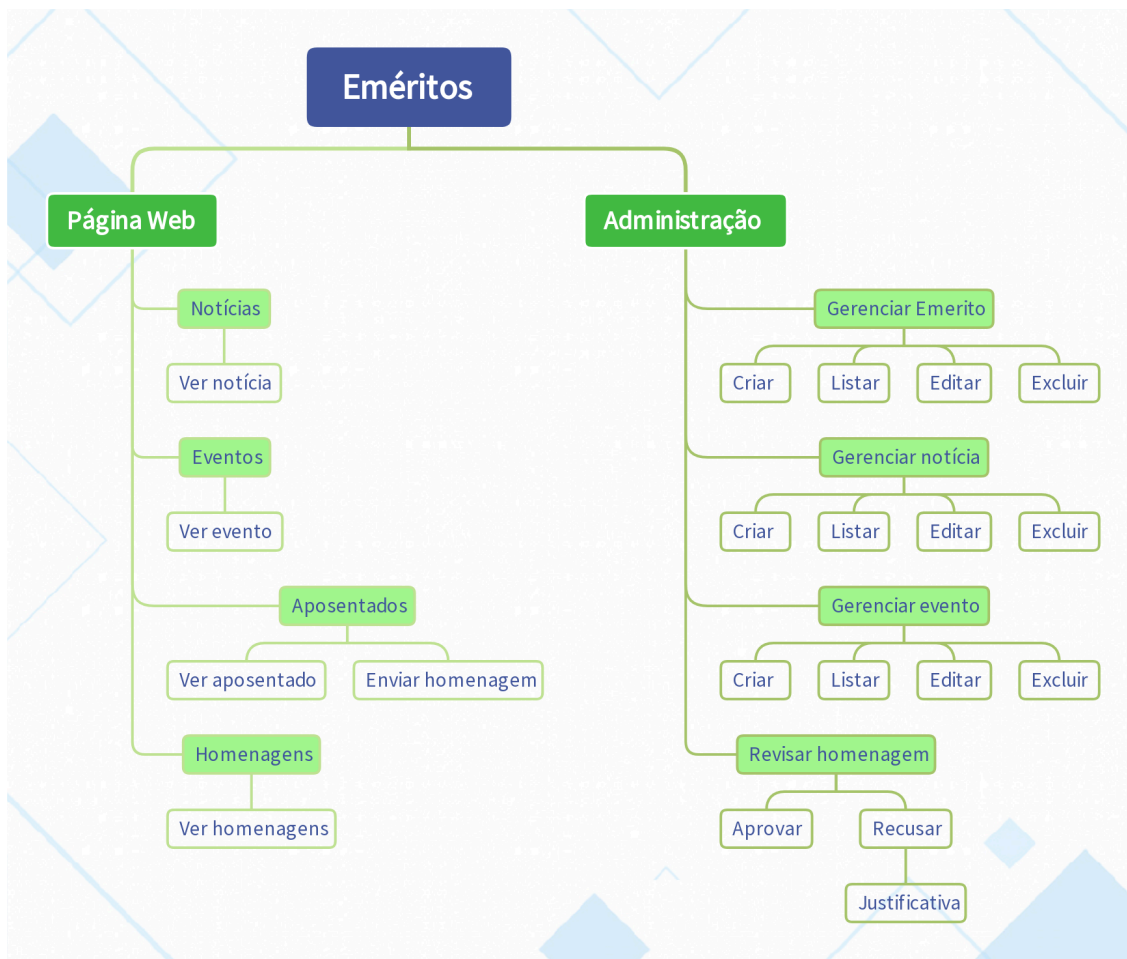 Eméritos
Página Web
Notícias
Ver notícia
Eventos
Ver evento
Aposentados
Ver aposentado
Enviar homenagem
Homenagens
Ver homenagens
Administração
Gerenciar Emerito
Criar
Listar
Editar
Excluir
Gerenciar notícia
Criar
Listar
Editar
Excluir
Gerenciar evento
Criar
Listar
Editar
Excluir
Revisar homenagem
Aprovar
Recusar
Justificativa